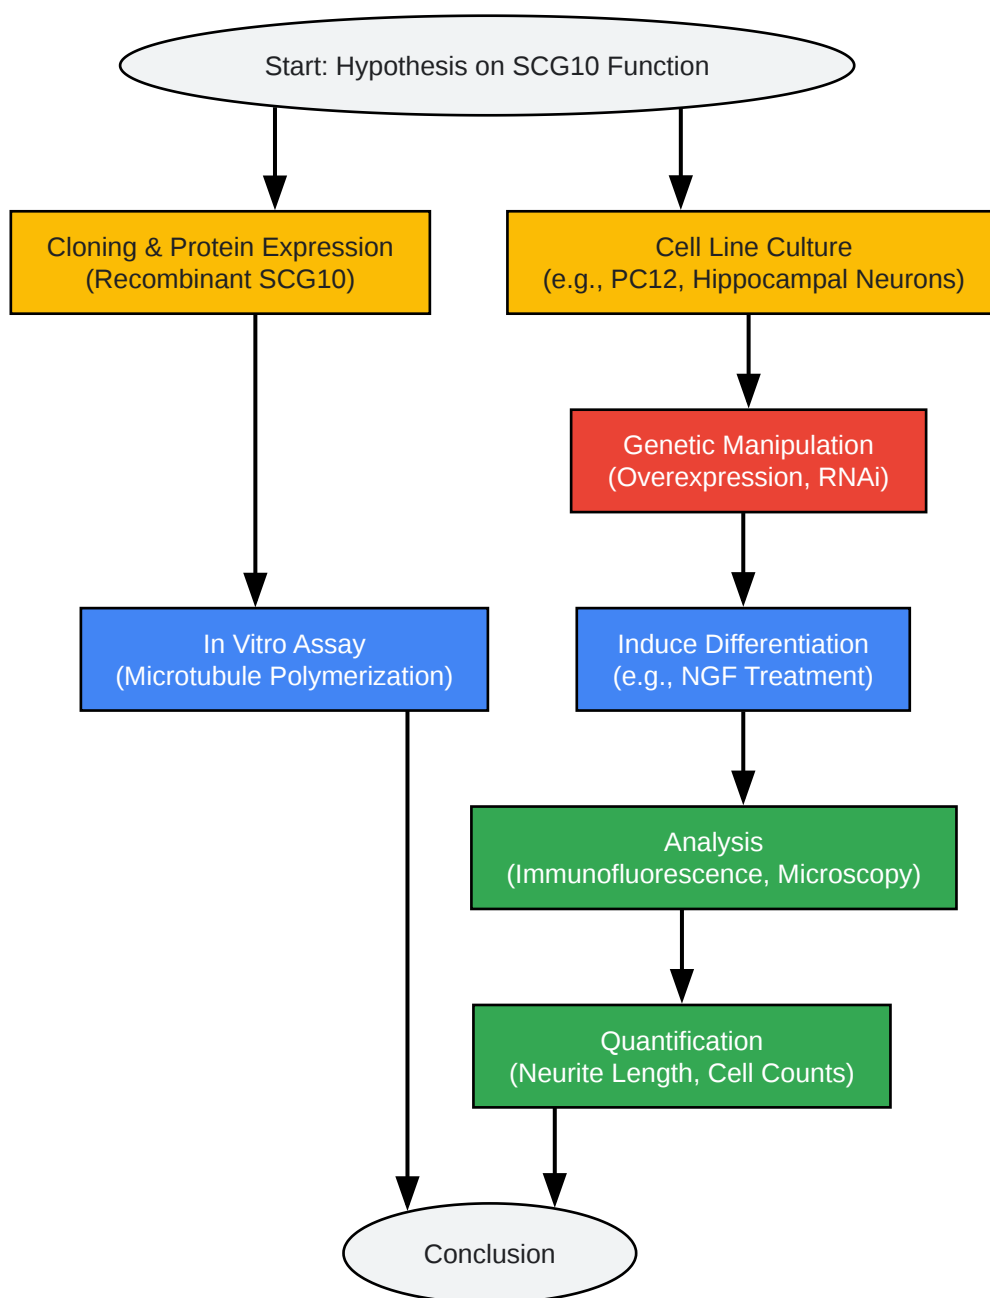 Start: Hypothesis on SCG10 Function
Cloning & Protein Expression
(Recombinant SCG10)
Cell Line Culture
(e.g., PC12, Hippocampal Neurons)
Genetic Manipulation
(Overexpression, RNAi)
In Vitro Assay
(Microtubule Polymerization)
Induce Differentiation
(e.g., NGF Treatment)
Analysis
(Immunofluorescence, Microscopy)
Quantification
(Neurite Length, Cell Counts)
Conclusion